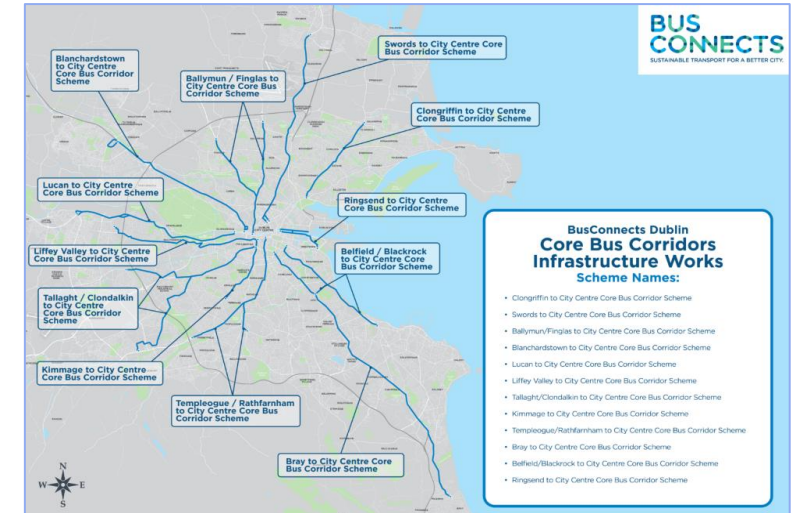 BUS
CONNECTS
SUSTAINABLE TRANSPORT FOR A BETTER CITY.
Swords to City Centre Core
Bus Corridor Scheme
Blanchardstown
to City Centre
Core Bus Corridor
Scheme
Ballymun / Finglas to
City Centre Core Bus
Corridor Scheme
Clongriffin to City Centre
Core Bus Corridor Scheme
Lucan to City Centre
Core Bus Corridor Scheme
Ringsend to City Centre
Core Bus Corridor Scheme
Liffey Valley to City Centre
Core Bus Corridor Scheme
Belfield / Blackrock
to City Centre Core
Bus Corridor Scheme
Tallaght / Clondalkin
to City Centre
Core Bus Corridor
Scheme
Kimmage to City Centre
Core Bus Corridor Scheme
Templeogue / Rathfarnham
to City Centre Core Bus
Corridor Scheme
Bray to City Centre Core
Bus Corridor Scheme
N
W E
S
BusConnects Dublin
Core Bus Corridors
Infrastructure Works
Scheme Names:
• Clongriffin to City Centre Core Bus Corridor Scheme
• Swords to City Centre Core Bus Corridor Scheme
• Ballymun/Finglas to City Centre Core Bus Corridor Scheme
• Blanchardstown to City Centre Core Bus Corridor Scheme
• Lucan to City Centre Core Bus Corridor Scheme
• Liffey Valley to City Centre Core Bus Corridor Scheme
• Tallaght/Clondalkin to City Centre Core Bus Corridor Scheme
• Kimmage to City Centre Core Bus Corridor Scheme
• Templeogue/Rathfarnham to City Centre Core Bus Corridor Scheme
• Bray to City Centre Core Bus Corridor Scheme
• Belfield/Blackrock to City Centre Core Bus Corridor Scheme
• Ringsend to City Centre Core Bus Corridor Scheme